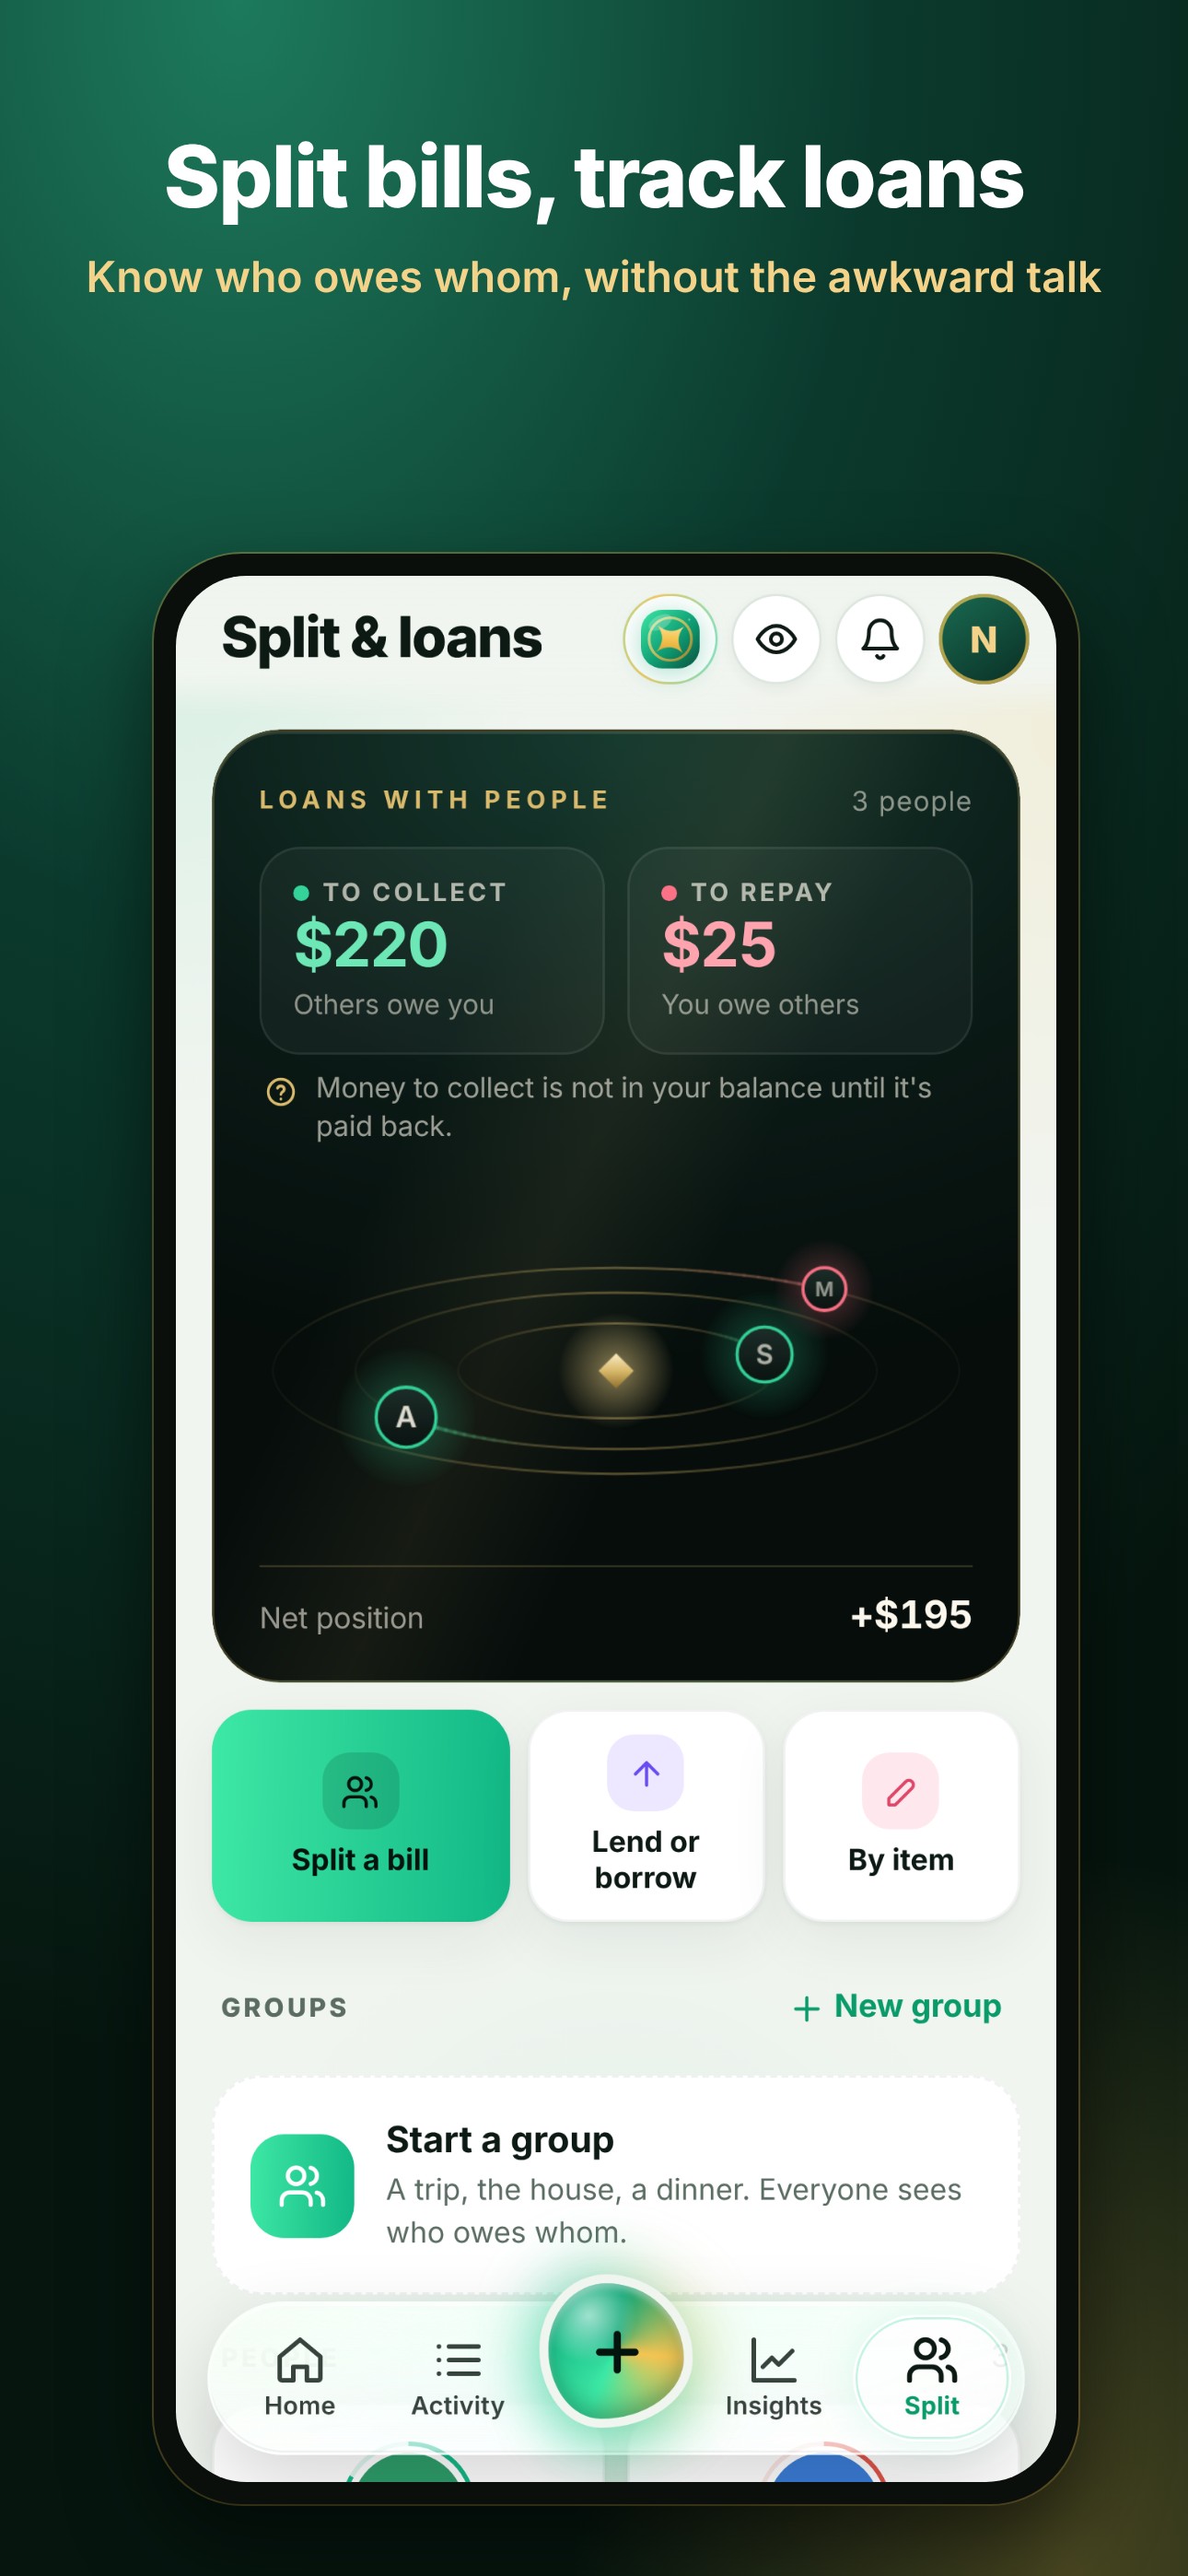 Split bills, track loans
Know who owes whom, without the awkward talk
Split & loans
N
LOANS WITH PEOPLE
3 people
TO COLLECT
$220
Others owe you
TO REPAY
$25
You owe others
Money to collect is not in your balance until it's
paid back.
M
S
A
Net position
+$195
Split a bill
Lend or
borrow
By item
GROUPS
+ New group
Start a group
A trip, the house, a dinner. Everyone sees
who owes whom.
PEOPLE
3
Home
Activity
Insights
Split